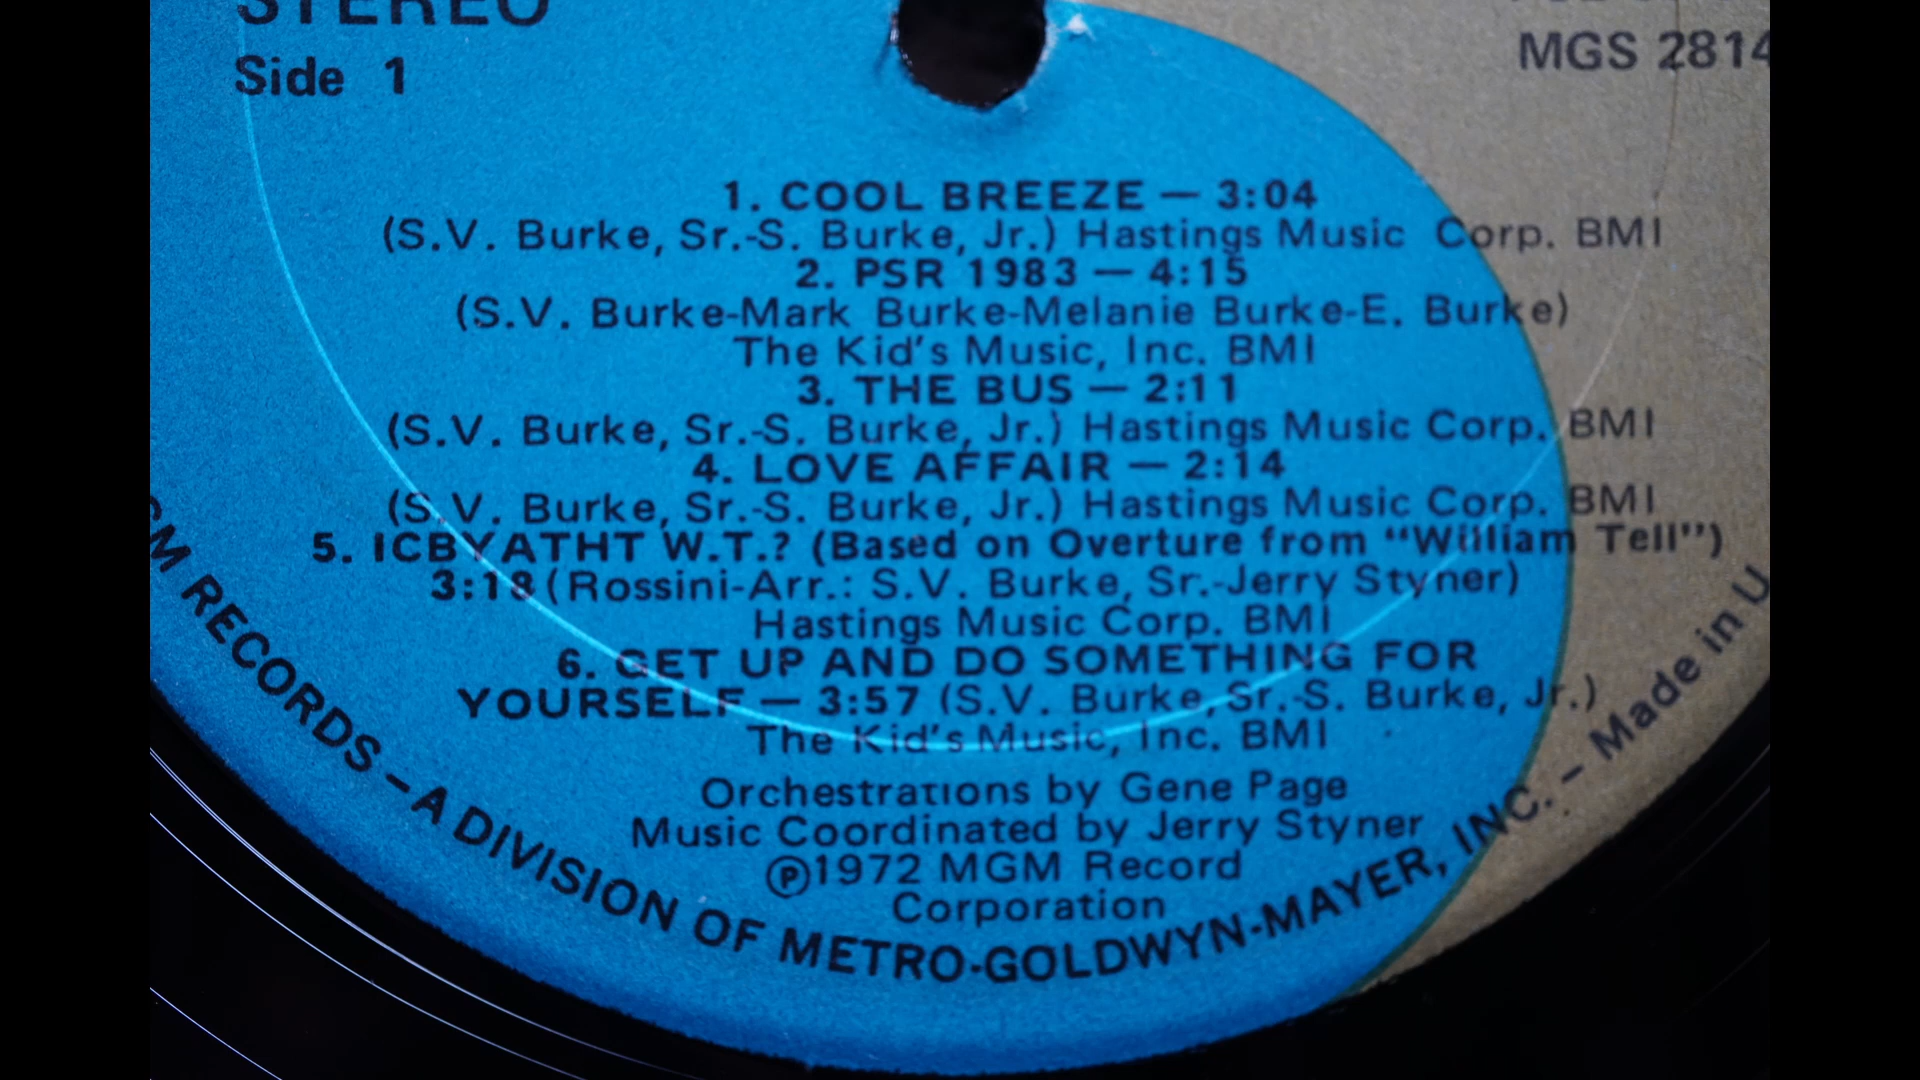 STEREO
Side 1
MGS 2814
1. COOL BREEZE — 3:04
(S.V. Burke, Sr.-S. Burke, Jr.) Hastings Music Corp. BMI
2. PSR 1983 — 4:15
(S.V. Burke-Mark Burke-Melanie Burke-E. Burke)
The Kid's Music, Inc. BMI
3. THE BUS — 2:11
(S.V. Burke, Sr.-S. Burke, Jr.) Hastings Music Corp. BMI
4. LOVE AFFAIR — 2:14
(S.V. Burke, Sr.-S. Burke, Jr.) Hastings Music Corp. BMI
5. ICBYATHT W.T.? (Based on Overture from “William Tell”)
3:18 (Rossini-Arr.: S.V. Burke, Sr.-Jerry Styner)
Hastings Music Corp. BMI
6. GET UP AND DO SOMETHING FOR
YOURSELF — 3:57 (S.V. Burke, Sr.-S. Burke, Jr.)
The Kid's Music, Inc. BMI
Orchestrations by Gene Page
Music Coordinated by Jerry Styner
Ⓟ1972 MGM Record
Corporation
GM RECORDS – A DIVISION OF METRO-GOLDWYN-MAYER, INC. – Made in U